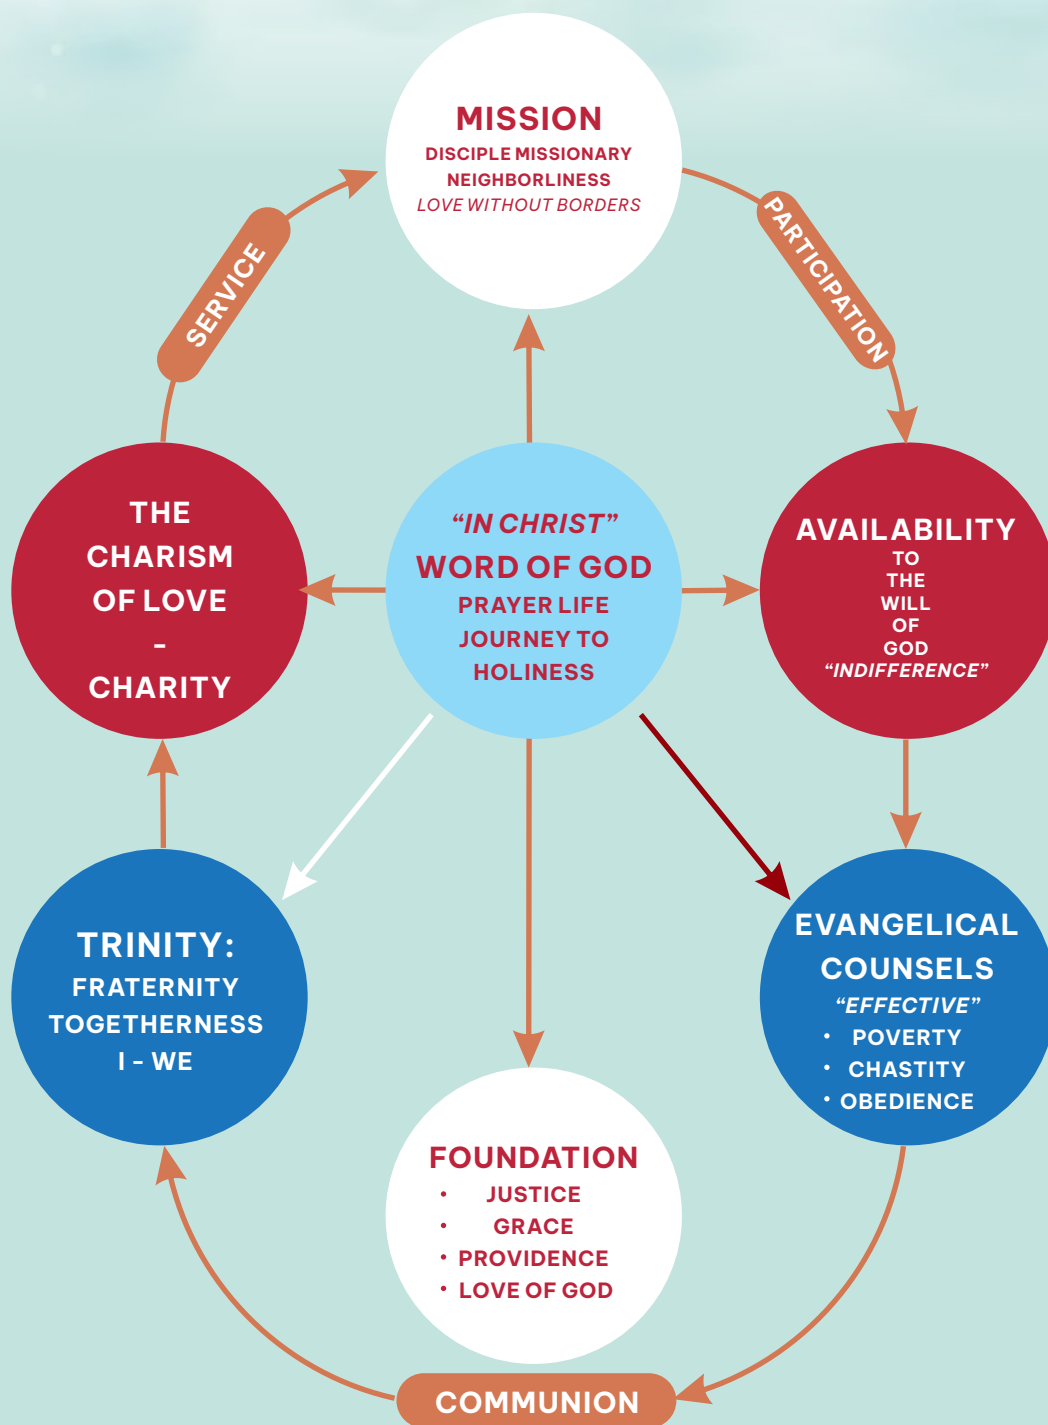 MISSION
DISCIPLE MISSIONARY
NEIGHBORLINESS
LOVE WITHOUT BORDERS
SERVICE
PARTICIPATION
THE
CHARISM
OF LOVE
-
CHARITY
“IN CHRIST”
WORD OF GOD
PRAYER LIFE
JOURNEY TO
HOLINESS
AVAILABILITY
TO
THE
WILL
OF
GOD
“INDIFFERENCE”
TRINITY:
FRATERNITY
TOGETHERNESS
I - WE
EVANGELICAL
COUNSELS
“EFFECTIVE”
• POVERTY
• CHASTITY
• OBEDIENCE
FOUNDATION
• JUSTICE
• GRACE
• PROVIDENCE
• LOVE OF GOD
COMMUNION